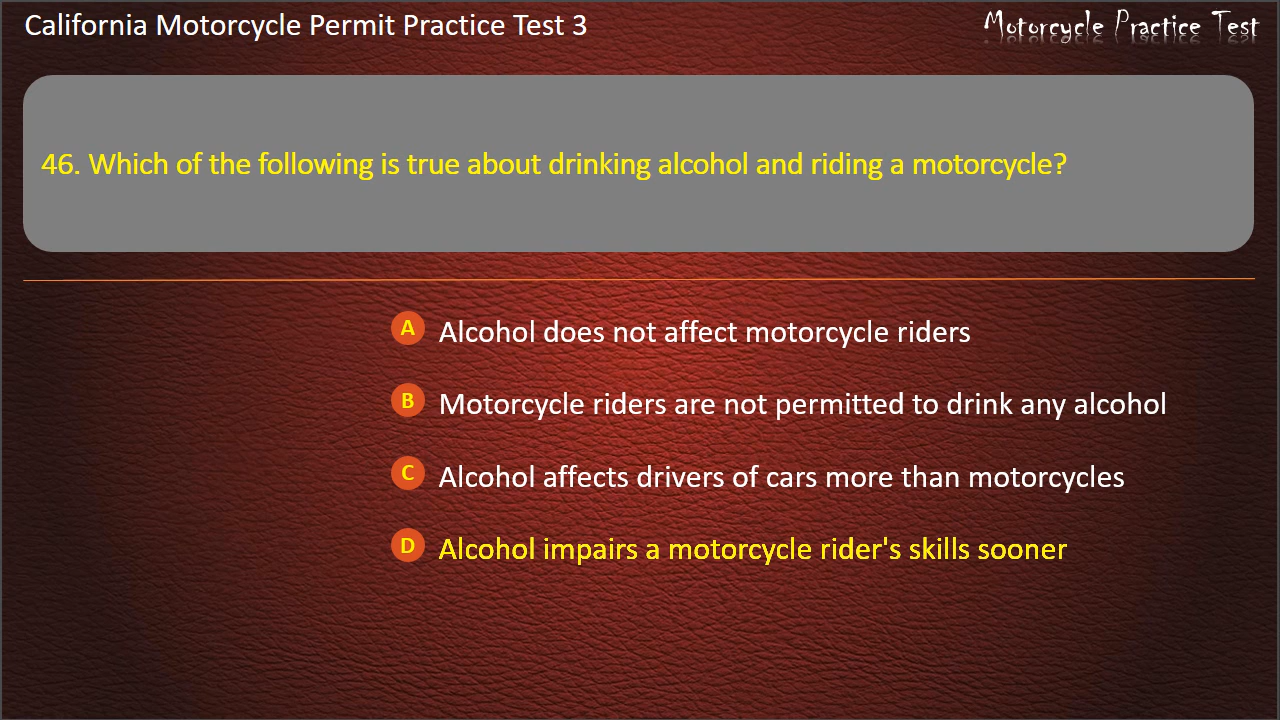 California Motorcycle Permit Practice Test 3
Motorcycle Practice Test
46. Which of the following is true about drinking alcohol and riding a motorcycle?
A Alcohol does not affect motorcycle riders
B Motorcycle riders are not permitted to drink any alcohol
C Alcohol affects drivers of cars more than motorcycles
D Alcohol impairs a motorcycle rider's skills sooner